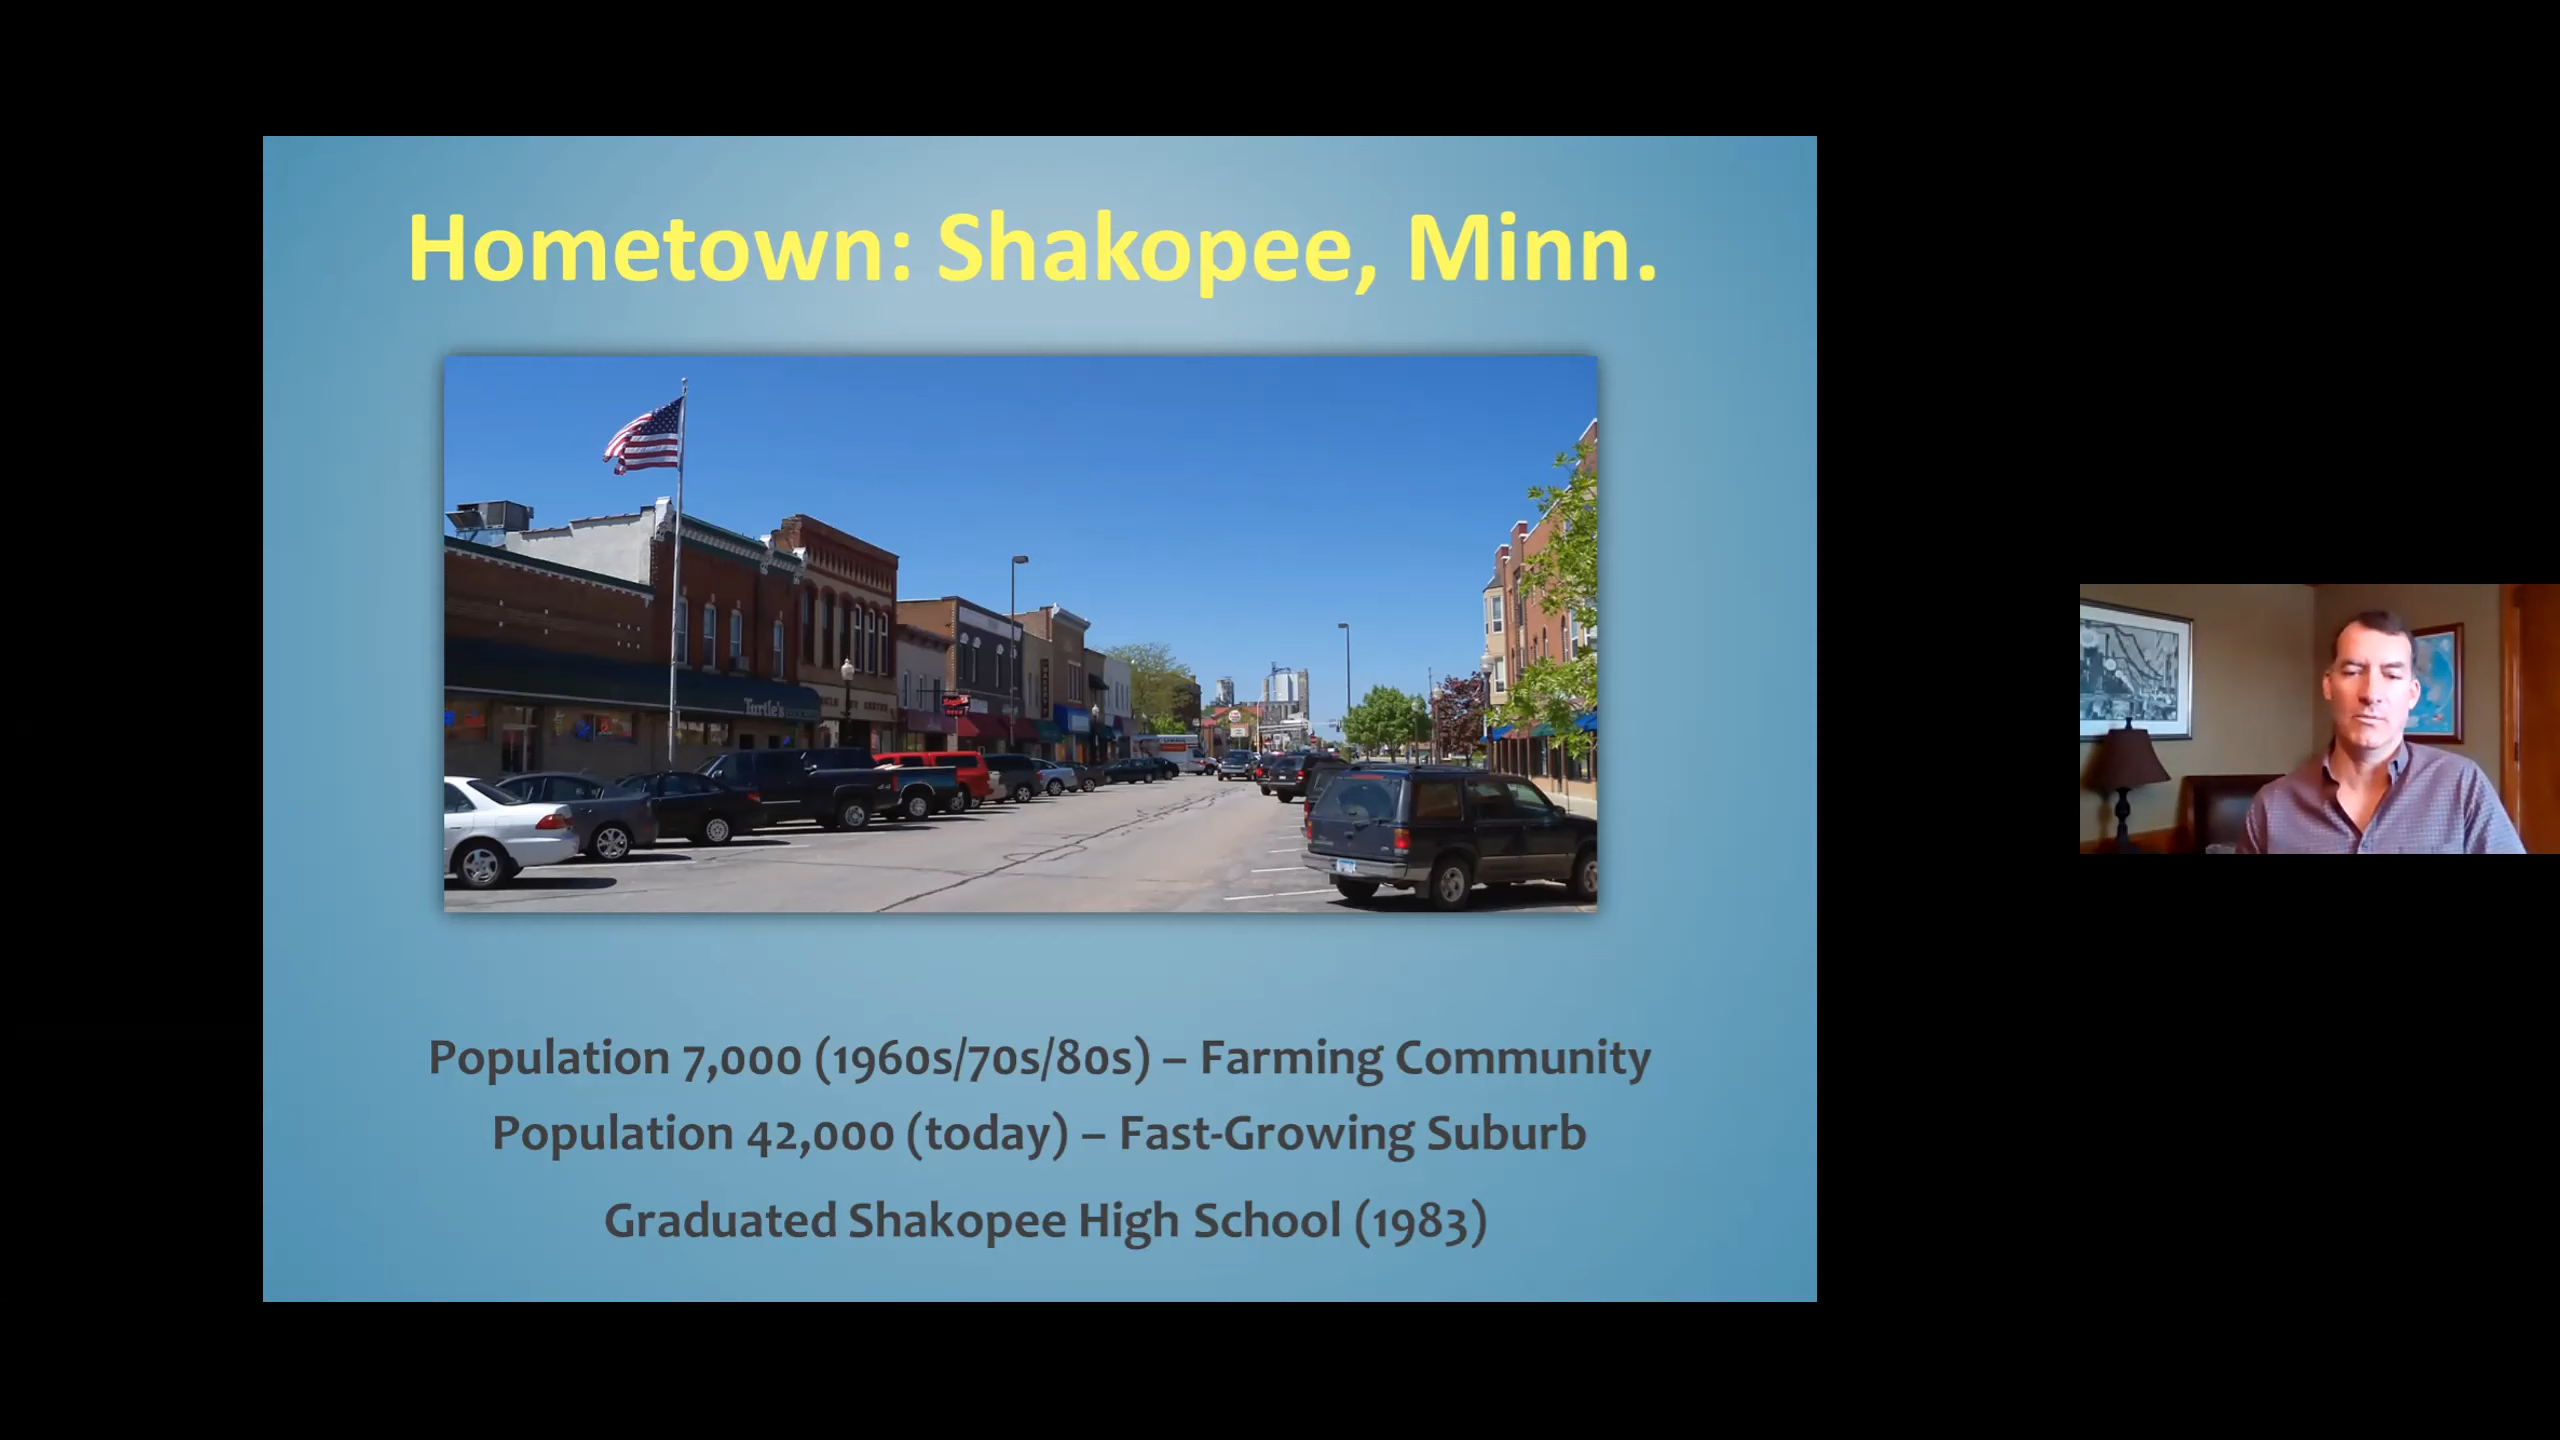 Hometown: Shakopee, Minn.
Turtle's
Population 7,000 (1960s/70s/80s) – Farming Community
Population 42,000 (today) – Fast-Growing Suburb
Graduated Shakopee High School (1983)